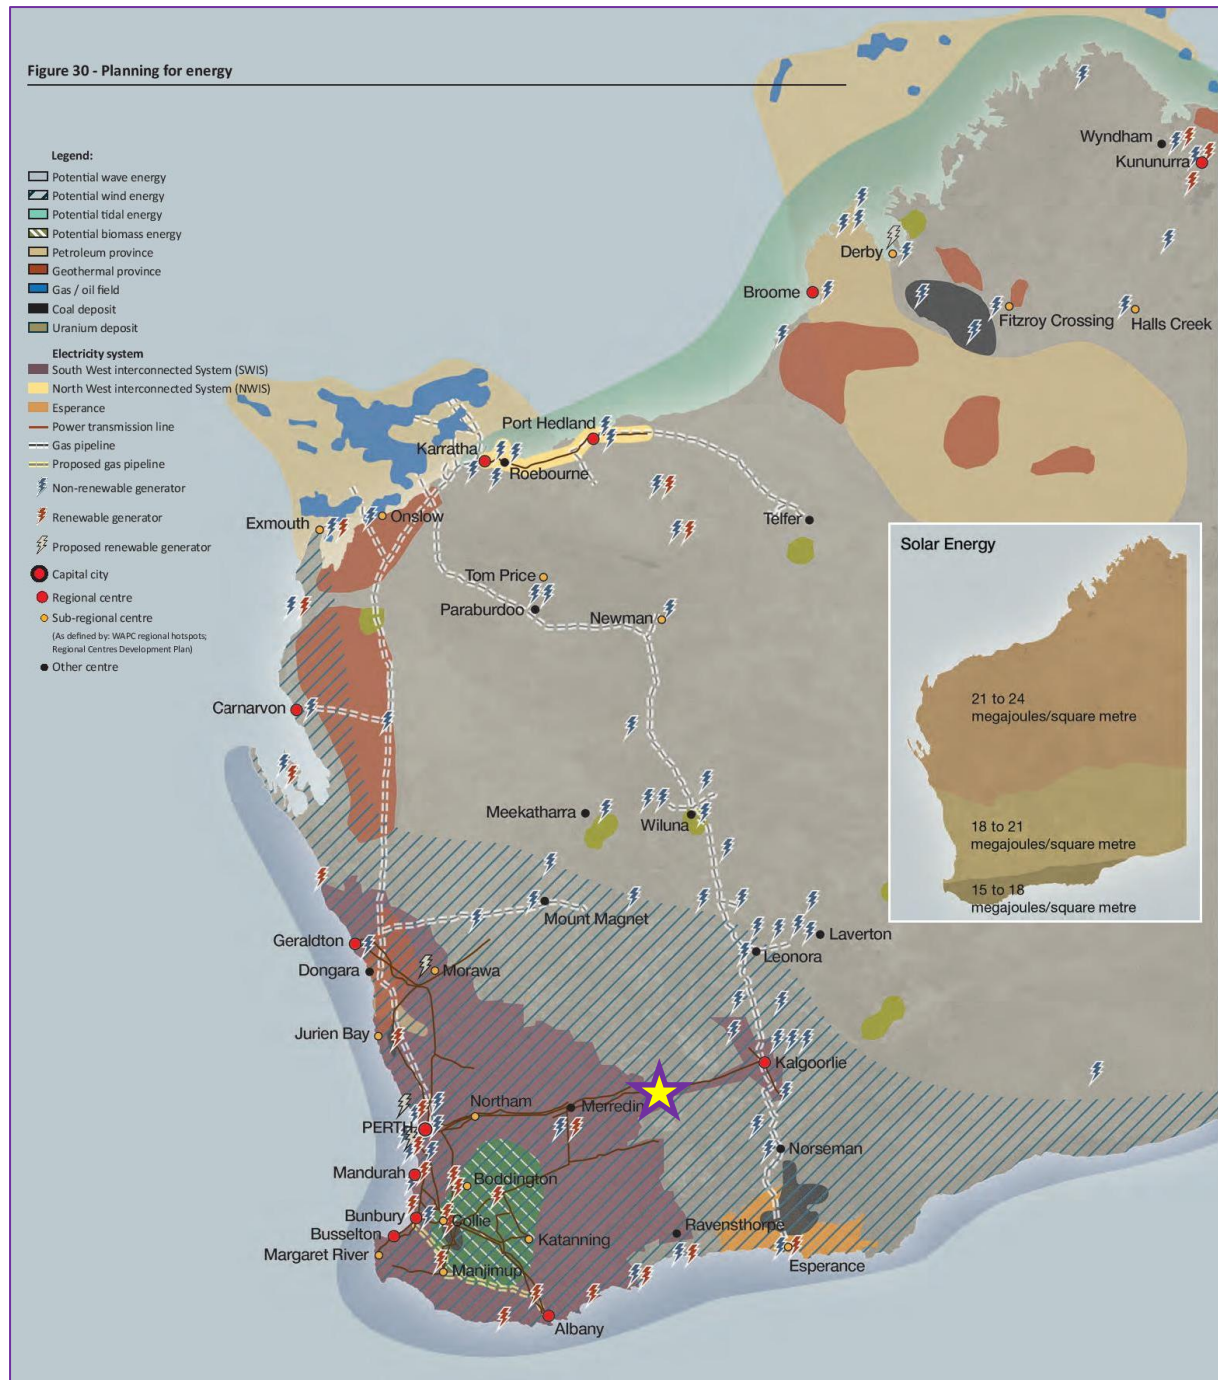 Figure 30 - Planning for energy
Legend:
Potential wave energy
Potential wind energy
Potential tidal energy
Potential biomass energy
Petroleum province
Geothermal province
Gas / oil field
Coal deposit
Uranium deposit
Electricity system
South West interconnected System (SWIS)
North West interconnected System (NWIS)
Esperance
Power transmission line
Gas pipeline
Proposed gas pipeline
Non-renewable generator
Renewable generator
Proposed renewable generator
Capital city
Regional centre
Sub-regional centre
(As defined by: WAPC regional hotspots;
Regional Centres Development Plan)
Other centre
Wyndham
Kununurra
Derby
Broome
Fitzroy Crossing
Halls Creek
Port Hedland
Karratha
Roebourne
Exmouth
Onslow
Telfer
Tom Price
Paraburdoo
Newman
Carnarvon
Meekatharra
Wiluna
Mount Magnet
Laverton
Leonora
Geraldton
Dongara
Morawa
Jurien Bay
Kalgoorlie
Northam
Merredin
PERTH
Norseman
Mandurah
Boddington
Bunbury
Collie
Busselton
Katanning
Ravensthorpe
Margaret River
Manjimup
Esperance
Albany
Solar Energy
21 to 24
megajoules/square metre
18 to 21
megajoules/square metre
15 to 18
megajoules/square metre